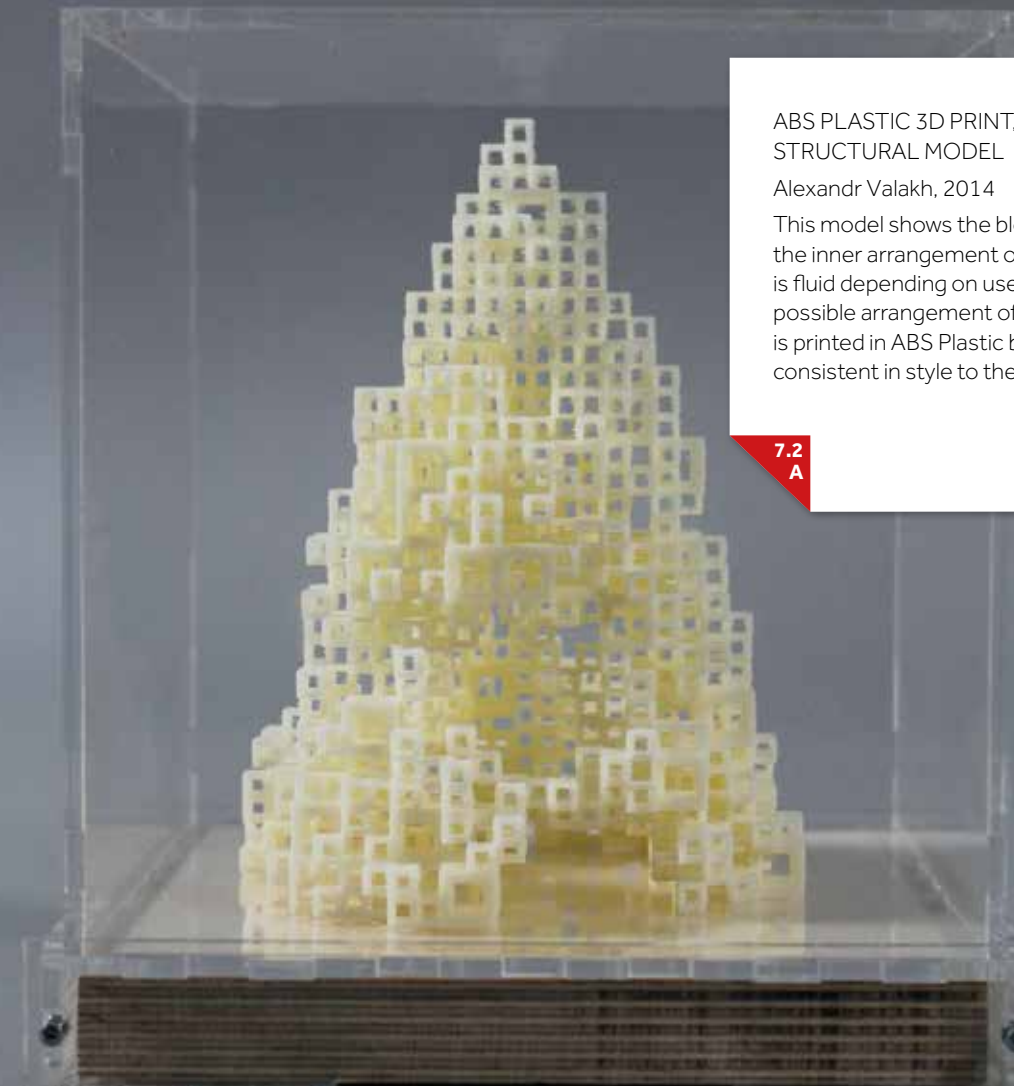 ABS PLASTIC 3D PRINT,
STRUCTURAL MODEL
Alexandr Valakh, 2014
This model shows the
the inner arrangement
is fluid depending on
possible arrangement of
is printed in ABS Plastic
consistent in style to the
7.2
A